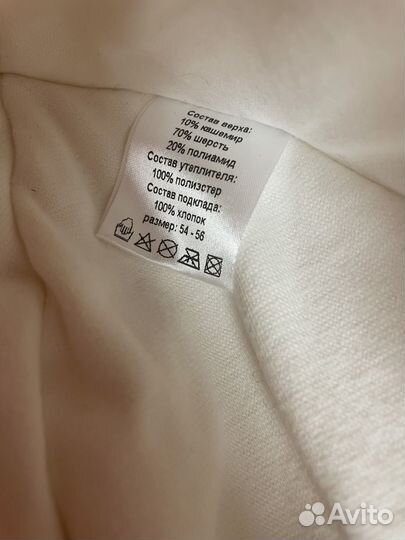 Состав верха:
10% кашемир
70% шерсть
20% полиамид
Состав утеплителя:
100% полиэстер
Состав подклада:
100% хлопок
размер: 54 - 56
Avito